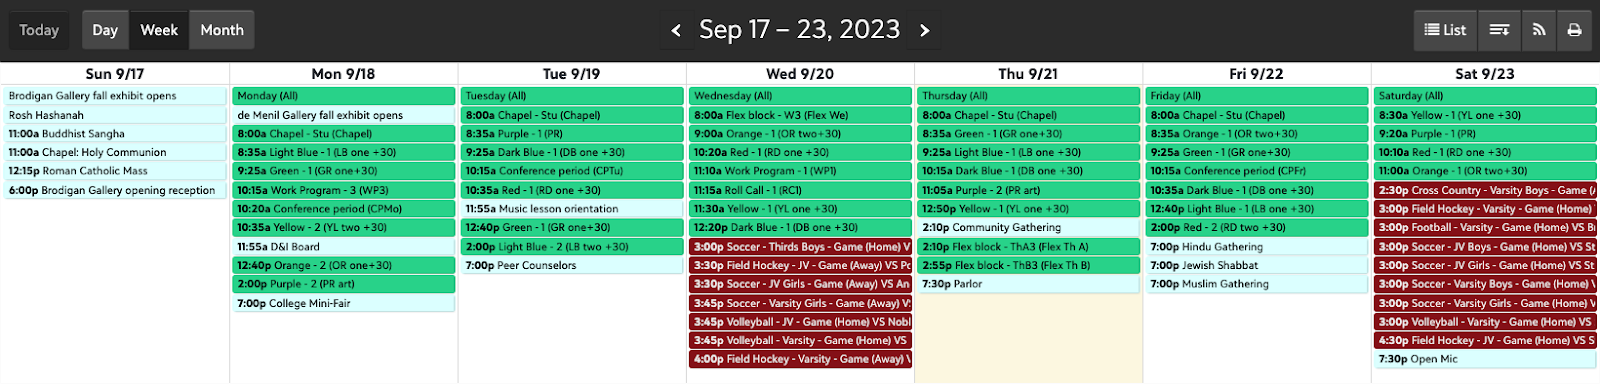 Today Day Week Month < Sep 17 – 23, 2023 > List
Sun 9/17
Brodigan Gallery fall exhibit opens
Rosh Hashanah
11:00a Buddhist Sangha
11:00a Chapel: Holy Communion
12:15p Roman Catholic Mass
6:00p Brodigan Gallery opening reception
Mon 9/18
Monday (All)
de Menil Gallery fall exhibit opens
8:00a Chapel - Stu (Chapel)
8:35a Light Blue - 1 (LB one +30)
9:25a Green - 1 (GR one+30)
10:15a Work Program - 3 (WP3)
10:20a Conference period (CPMo)
10:35a Yellow - 2 (YL two +30)
11:55a D&I Board
12:40p Orange - 2 (OR one+30)
2:00p Purple - 2 (PR art)
7:00p College Mini-Fair
Tue 9/19
Tuesday (All)
8:00a Chapel - Stu (Chapel)
8:35a Purple - 1 (PR)
9:25a Dark Blue - 1 (DB one +30)
10:15a Conference period (CPTu)
10:35a Red - 1 (RD one +30)
11:55a Music lesson orientation
12:40p Green - 1 (GR one+30)
2:00p Light Blue - 2 (LB two +30)
7:00p Peer Counselors
Wed 9/20
Wednesday (All)
8:00a Flex block - W3 (Flex We)
9:00a Orange - 1 (OR two+30)
10:20a Red - 1 (RD one +30)
11:10a Work Program - 1 (WP1)
11:15a Roll Call - 1 (RC1)
11:30a Yellow - 1 (YL one +30)
12:20p Dark Blue - 1 (DB one +30)
3:00p Soccer - Thirds Boys - Game (Home) V
3:30p Field Hockey - JV - Game (Away) VS Po
3:30p Soccer - JV Girls - Game (Away) VS An
3:45p Soccer - Varsity Girls - Game (Away) VS
3:45p Volleyball - JV - Game (Home) VS Nobl
3:45p Volleyball - Varsity - Game (Home) VS
4:00p Field Hockey - Varsity - Game (Away) V
Thu 9/21
Thursday (All)
8:00a Chapel - Stu (Chapel)
8:35a Green - 1 (GR one+30)
9:25a Light Blue - 1 (LB one +30)
10:15a Dark Blue - 1 (DB one +30)
11:05a Purple - 2 (PR art)
12:50p Yellow - 1 (YL one +30)
2:10p Community Gathering
2:10p Flex block - ThA3 (Flex Th A)
2:55p Flex block - ThB3 (Flex Th B)
7:30p Parlor
Fri 9/22
Friday (All)
8:00a Chapel - Stu (Chapel)
8:35a Orange - 1 (OR two+30)
9:25a Green - 1 (GR one+30)
10:15a Conference period (CPFr)
10:35a Dark Blue - 1 (DB one +30)
12:40p Light Blue - 1 (LB one +30)
2:00p Red - 2 (RD two +30)
7:00p Hindu Gathering
7:00p Jewish Shabbat
7:00p Muslim Gathering
Sat 9/23
Saturday (All)
8:30a Yellow - 1 (YL one +30)
9:20a Purple - 1 (PR)
10:10a Red - 1 (RD one +30)
11:00a Orange - 1 (OR two+30)
2:30p Cross Country - Varsity Boys - Game (
3:00p Field Hockey - Varsity - Game (Home)
3:00p Football - Varsity - Game (Home) VS B
3:00p Soccer - JV Boys - Game (Home) VS St
3:00p Soccer - JV Girls - Game (Home) VS St
3:00p Soccer - Varsity Boys - Game (Home) V
3:00p Soccer - Varsity Girls - Game (Home)
3:00p Volleyball - Varsity - Game (Home) VS
4:30p Field Hockey - JV - Game (Home) VS S
7:30p Open Mic